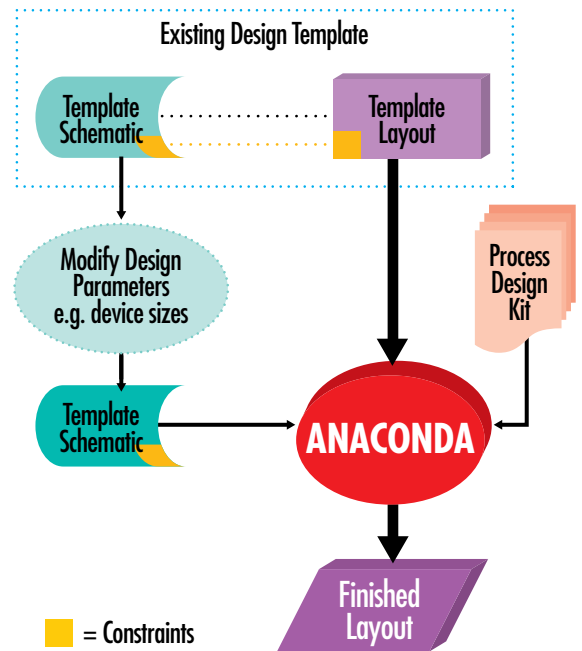 Existing Design Template
Template
Schematic
Template
Layout
Modify Design
Parameters
e.g. device sizes
Process
Design
Kit
Template
Schematic
ANACONDA
Finished
Layout
= Constraints